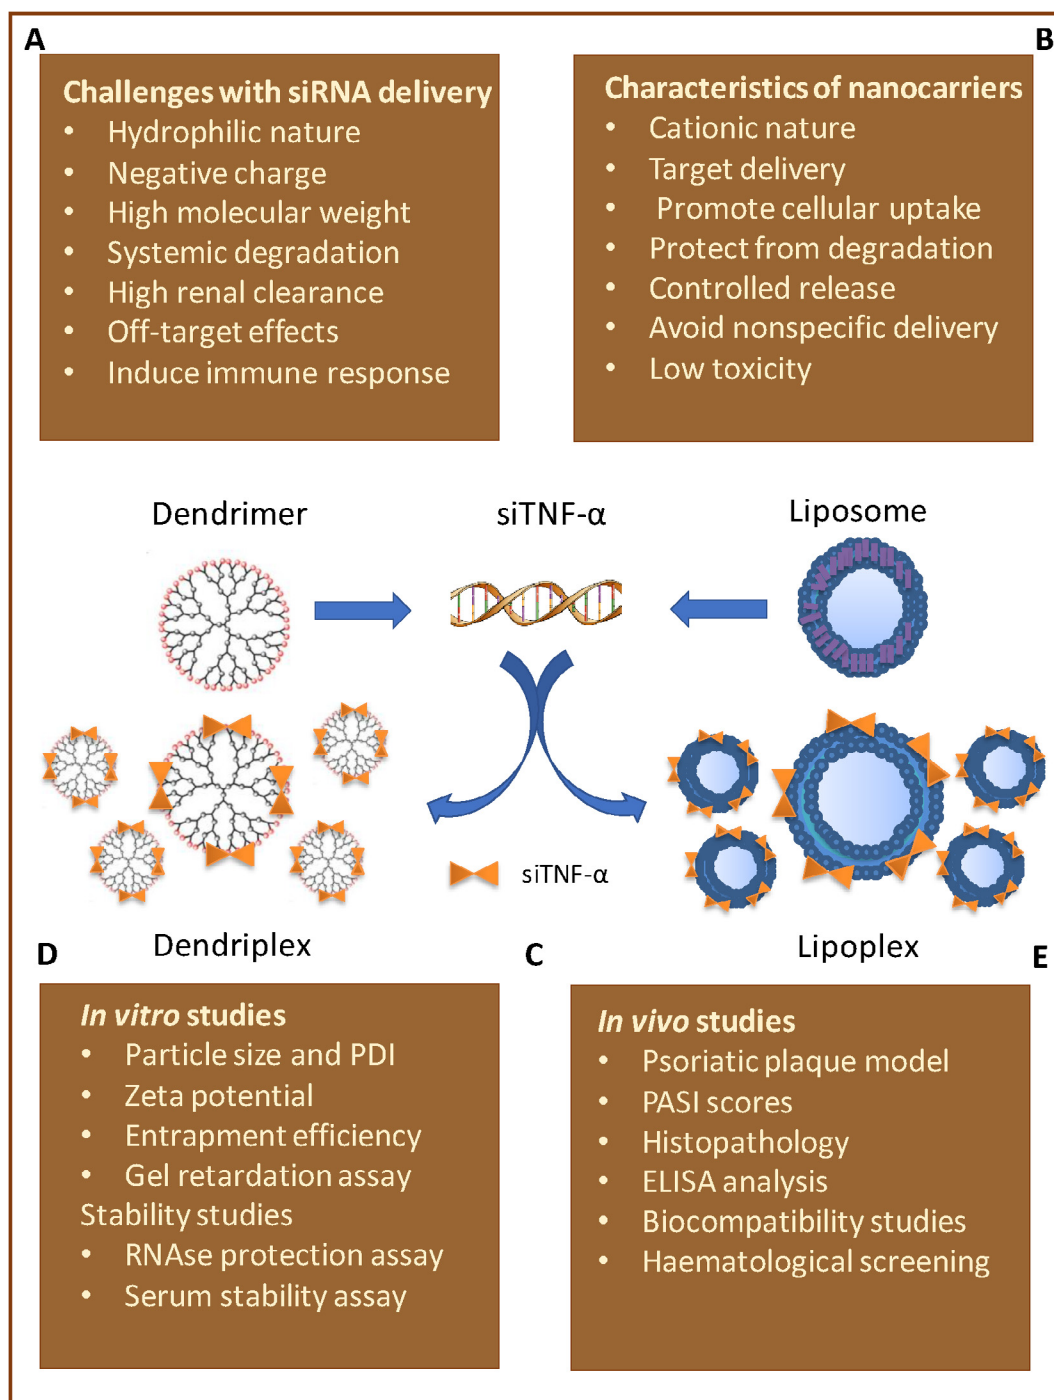 A
B
Challenges with siRNA delivery
• Hydrophilic nature
• Negative charge
• High molecular weight
• Systemic degradation
• High renal clearance
• Off-target effects
• Induce immune response
Characteristics of nanocarriers
• Cationic nature
• Target delivery
• Promote cellular uptake
• Protect from degradation
• Controlled release
• Avoid nonspecific delivery
• Low toxicity
Dendrimer
siTNF-α
Liposome
siTNF-α
Dendriplex
Lipoplex
D
C
E
In vitro studies
• Particle size and PDI
• Zeta potential
• Entrapment efficiency
• Gel retardation assay
Stability studies
• RNAse protection assay
• Serum stability assay
In vivo studies
• Psoriatic plaque model
• PASI scores
• Histopathology
• ELISA analysis
• Biocompatibility studies
• Haematological screening